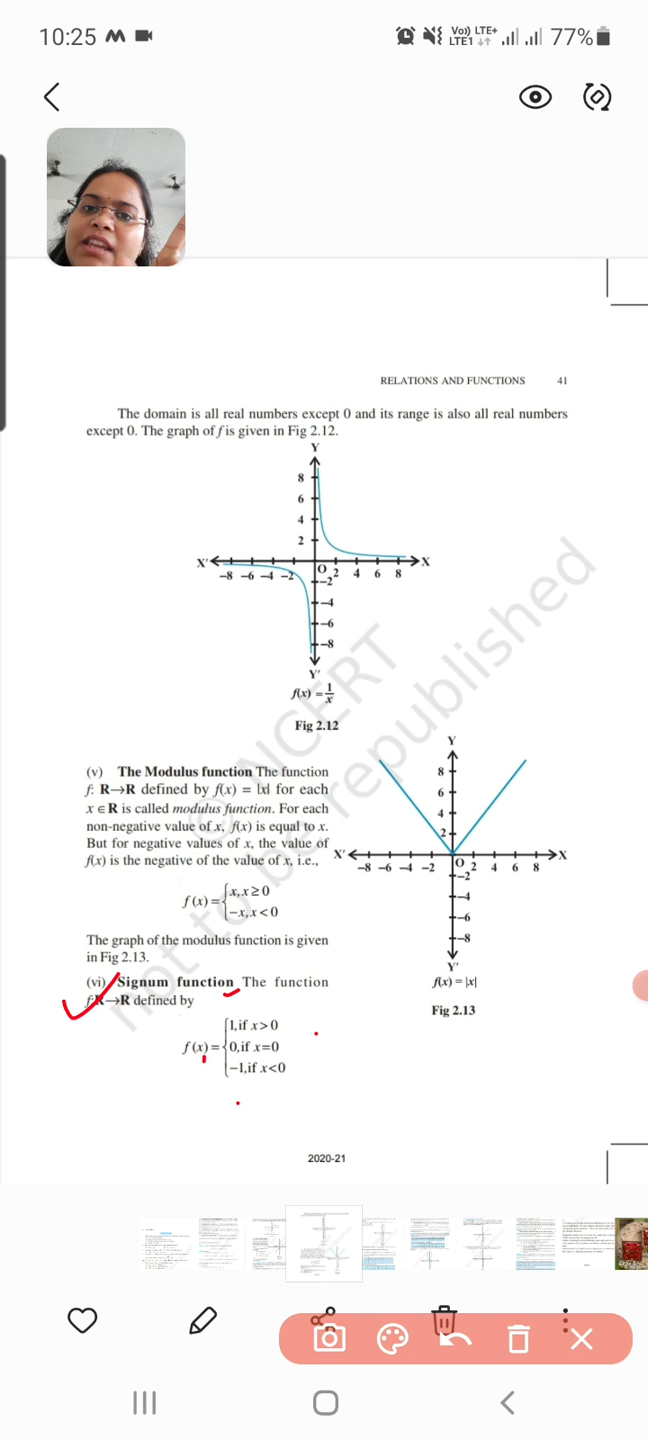 10:25
Vo)) LTE+
LTE1
77%
RELATIONS AND FUNCTIONS 41
The domain is all real numbers except 0 and its range is also all real numbers
except 0. The graph of f is given in Fig 2.12.
Y
8
6
4
2
X' X
−8 −6 −4 −2 O 2 4 6 8
−2
−4
−6
−8
Y'
f(x) = 1/x
Fig 2.12
(v) The Modulus function The function
f: R→R defined by f(x) = |x| for each
x ∈ R is called modulus function. For each
non-negative value of x, f(x) is equal to x.
But for negative values of x, the value of
f(x) is the negative of the value of x, i.e.,
f(x) = { x, x ≥ 0
−x, x < 0
The graph of the modulus function is given
in Fig 2.13.
Y
8
6
4
2
X' X
−8 −6 −4 −2 O 2 4 6 8
−2
−4
−6
−8
Y'
f(x) = |x|
Fig 2.13
(vi) Signum function The function
f:R→R defined by
f(x) = { 1, if x > 0
0, if x = 0
−1, if x < 0
2020-21
© NCERT
not to be republished